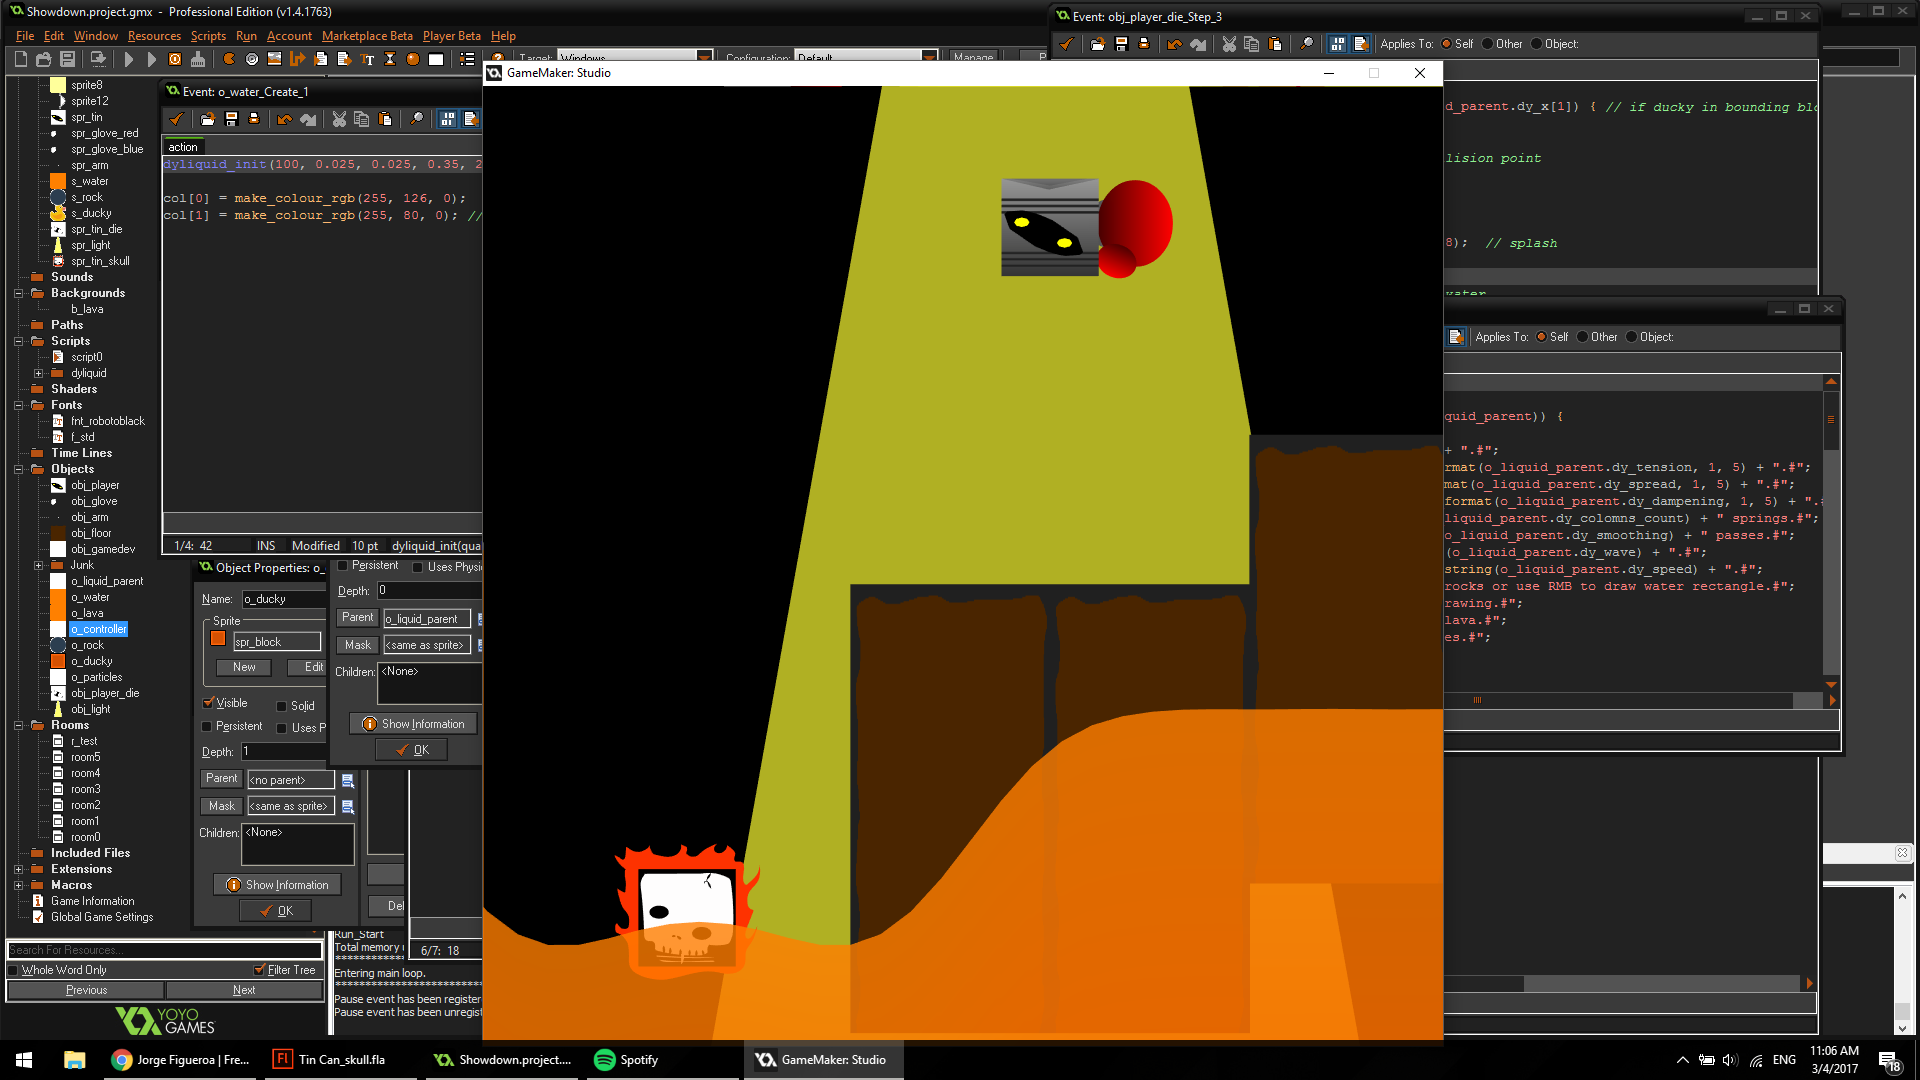 Showdown.project.gmx - Professional Edition (v1.4.1763)
File Edit Window Resources Scripts Run Account Marketplace Beta Player Beta Help
Target: Windows
Configuration: Default
Manage
sprite8
sprite12
spr_tin
spr_glove_red
spr_glove_blue
spr_arm
s_water
s_rock
s_ducky
spr_tin_die
spr_light
spr_tin_skull
Sounds
Backgrounds
b_lava
Paths
Scripts
script0
dyliquid
Shaders
Fonts
fnt_robotoblack
f_std
Time Lines
Objects
obj_player
obj_glove
obj_arm
obj_floor
obj_gamedev
Junk
o_liquid_parent
o_water
o_lava
o_controller
o_rock
o_ducky
o_particles
obj_player_die
obj_light
Rooms
r_test
room5
room4
room3
room2
room1
room0
Included Files
Extensions
Macros
Game Information
Global Game Settings
Search For Resources...
Whole Word Only
Filter Tree
Previous
Next
YOYO GAMES
Event: o_water_Create_1
action
dyliquid_init(100, 0.025, 0.025, 0.35, 2
col[0] = make_colour_rgb(255, 126, 0);
col[1] = make_colour_rgb(255, 80, 0); //
1/4: 42 INS Modified 10 pt dyliquid_init(qua
Object Properties: o_
Name: o_ducky
Sprite
spr_block
New
Edit
Visible
Solid
Persistent
Uses P
Depth: 1
Parent <no parent>
Mask <same as sprite>
Children: <None>
Show Information
OK
Persistent
Uses Physi
Depth: 0
Parent o_liquid_parent
Mask <same as sprite>
Children: <None>
Show Information
OK
Del
6/7: 18
Run_Start
Total memory u
Entering main loop.
Pause event has been register
Pause event has been unregist
GameMaker: Studio
Event: obj_player_die_Step_3
Applies To: Self Other Object:
d_parent.dy_x[1]) { // if ducky in bounding blo
lision point
8); // splash
water
Applies To: Self Other Object:
quid_parent)) {
+ ".#";
rmat(o_liquid_parent.dy_tension, 1, 5) + ".#";
mat(o_liquid_parent.dy_spread, 1, 5) + ".#";
format(o_liquid_parent.dy_dampening, 1, 5) + ".#
liquid_parent.dy_colomns_count) + " springs.#";
o_liquid_parent.dy_smoothing) + " passes.#";
(o_liquid_parent.dy_wave) + ".#";
string(o_liquid_parent.dy_speed) + ".#";
rocks or use RMB to draw water rectangle.#";
rawing.#";
lava.#";
es.#";
Jorge Figueroa | Fre...
Tin Can_skull.fla
Showdown.project....
Spotify
GameMaker: Studio
ENG
11:06 AM
3/4/2017
18